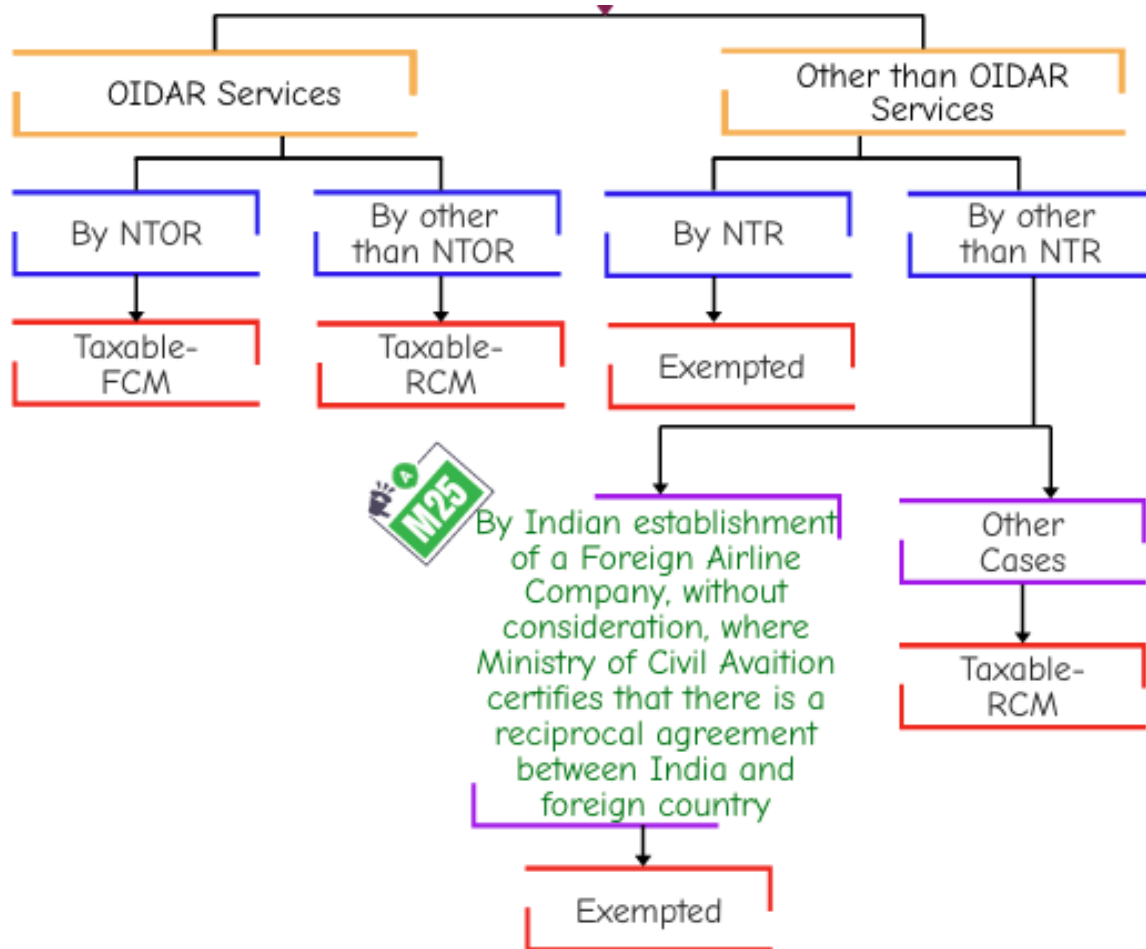 OIDAR Services
Other than OIDAR
Services
By NTOR
By other
than NTOR
By NTR
By other
than NTR
Taxable-
FCM
Taxable-
RCM
Exempted
A
M25
By Indian establishment
of a Foreign Airline
Company, without
consideration, where
Ministry of Civil Avaition
certifies that there is a
reciprocal agreement
between India and
foreign country
Other
Cases
Taxable-
RCM
Exempted